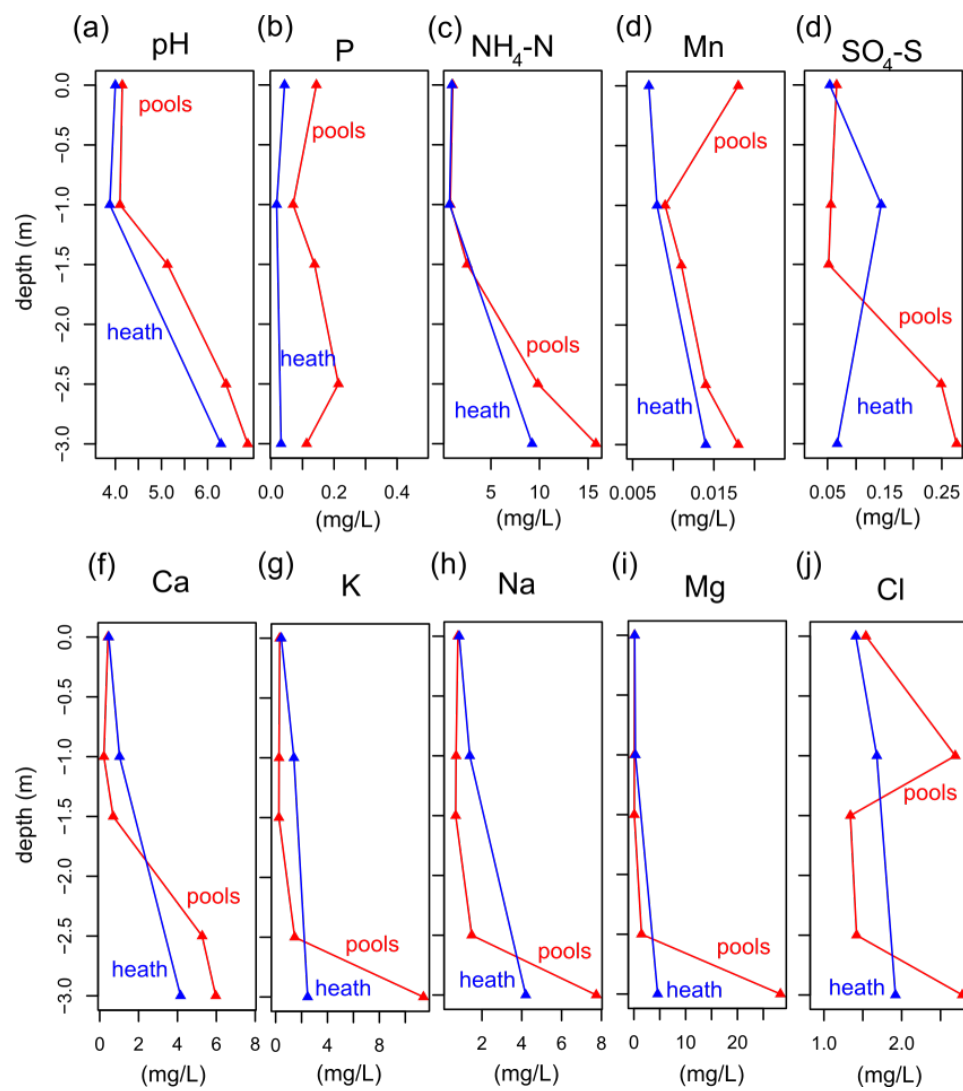 (a) (b) (c) (d) (d)
pH P NH4-N Mn SO4-S
depth (m)
0.0
-0.5
-1.0
-1.5
-2.0
-2.5
-3.0
pools pools pools pools pools
heath heath heath heath heath
4.0 5.0 6.0 0.0 0.2 0.4 5 10 15 0.005 0.015 0.05 0.15 0.25
(mg/L) (mg/L) (mg/L) (mg/L)
(f) (g) (h) (i) (j)
Ca K Na Mg Cl
depth (m)
0.0
-0.5
-1.0
-1.5
-2.0
-2.5
-3.0
pools pools pools pools pools
heath heath heath heath heath
0 2 4 6 8 0 2 4 6 8 10 2 4 6 8 0 10 20 1.0 2.0
(mg/L) (mg/L) (mg/L) (mg/L) (mg/L)